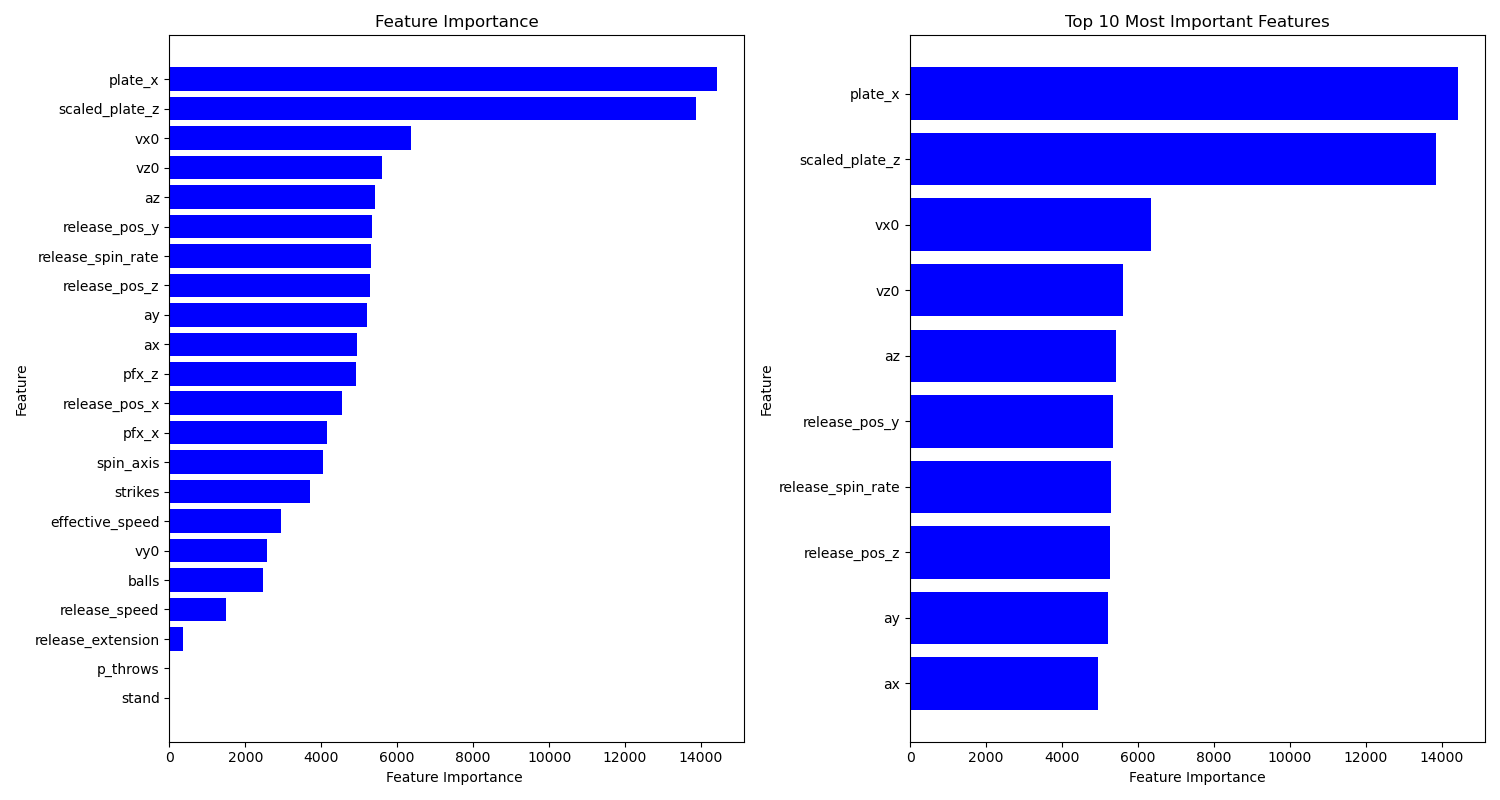 Feature Importance
Feature
plate_x
scaled_plate_z
vx0
vz0
az
release_pos_y
release_spin_rate
release_pos_z
ay
ax
pfx_z
release_pos_x
pfx_x
spin_axis
strikes
effective_speed
vy0
balls
release_speed
release_extension
p_throws
stand
0 2000 4000 6000 8000 10000 12000 14000
Feature Importance
Top 10 Most Important Features
Feature
plate_x
scaled_plate_z
vx0
vz0
az
release_pos_y
release_spin_rate
release_pos_z
ay
ax
0 2000 4000 6000 8000 10000 12000 14000
Feature Importance